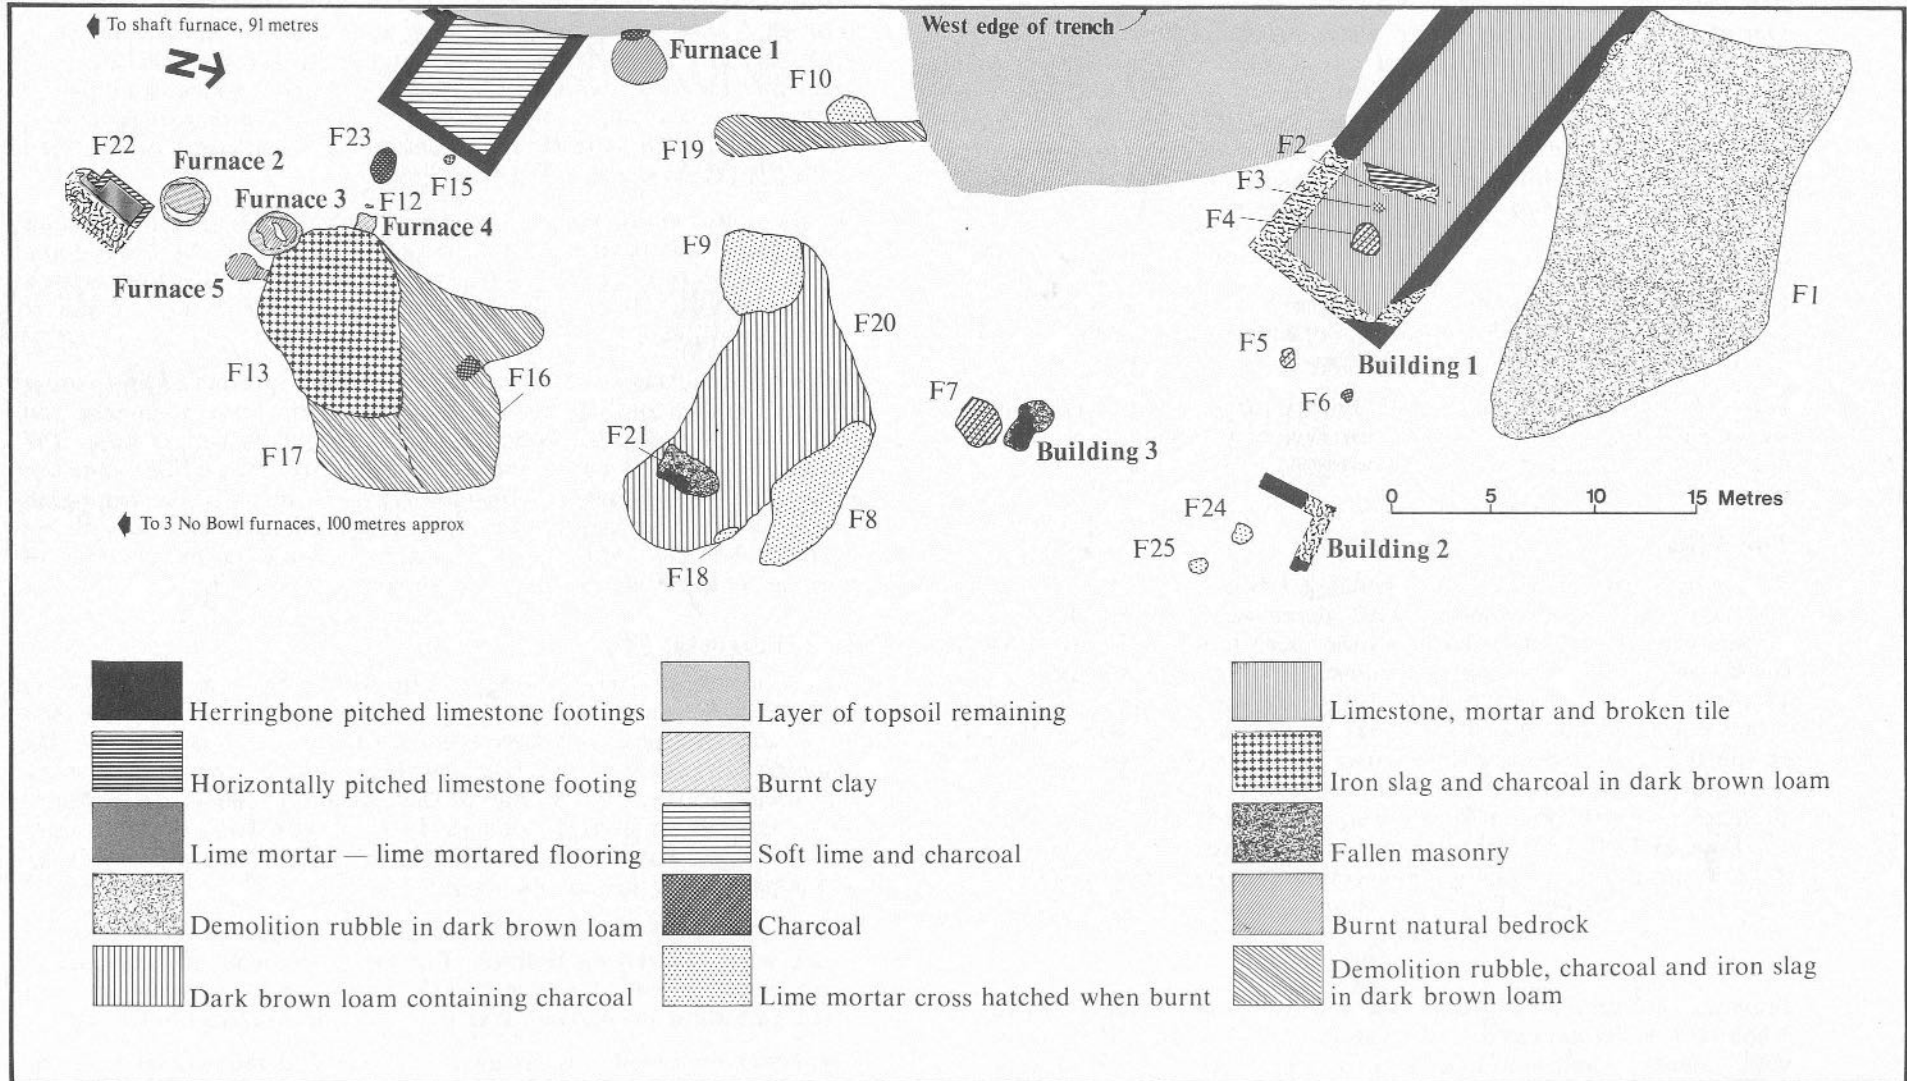 To shaft furnace, 91 metres
N
West edge of trench
Furnace 1
F10
F23
F22
Furnace 2
F19
F2
F15
F3
Furnace 3
F12
Furnace 4
F4
F9
Furnace 5
F1
F20
F5
Building 1
F13
F16
F7
F6
F21
Building 3
F17
0 5 10 15 Metres
F24
F8
To 3 No Bowl furnaces, 100 metres approx
F25
Building 2
F18
Herringbone pitched limestone footings
Horizontally pitched limestone footing
Lime mortar — lime mortared flooring
Demolition rubble in dark brown loam
Dark brown loam containing charcoal
Layer of topsoil remaining
Burnt clay
Soft lime and charcoal
Charcoal
Lime mortar cross hatched when burnt
Limestone, mortar and broken tile
Iron slag and charcoal in dark brown loam
Fallen masonry
Burnt natural bedrock
Demolition rubble, charcoal and iron slag
in dark brown loam